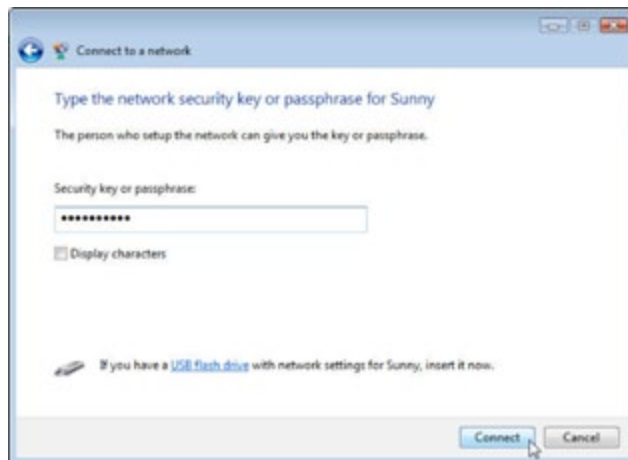 Connect to a network
Type the network security key or passphrase for Sunny
The person who setup the network can give you the key or passphrase.
Security key or passphrase:
••••••••••
Display characters
If you have a USB flash drive with network settings for Sunny, insert it now.
Connect
Cancel